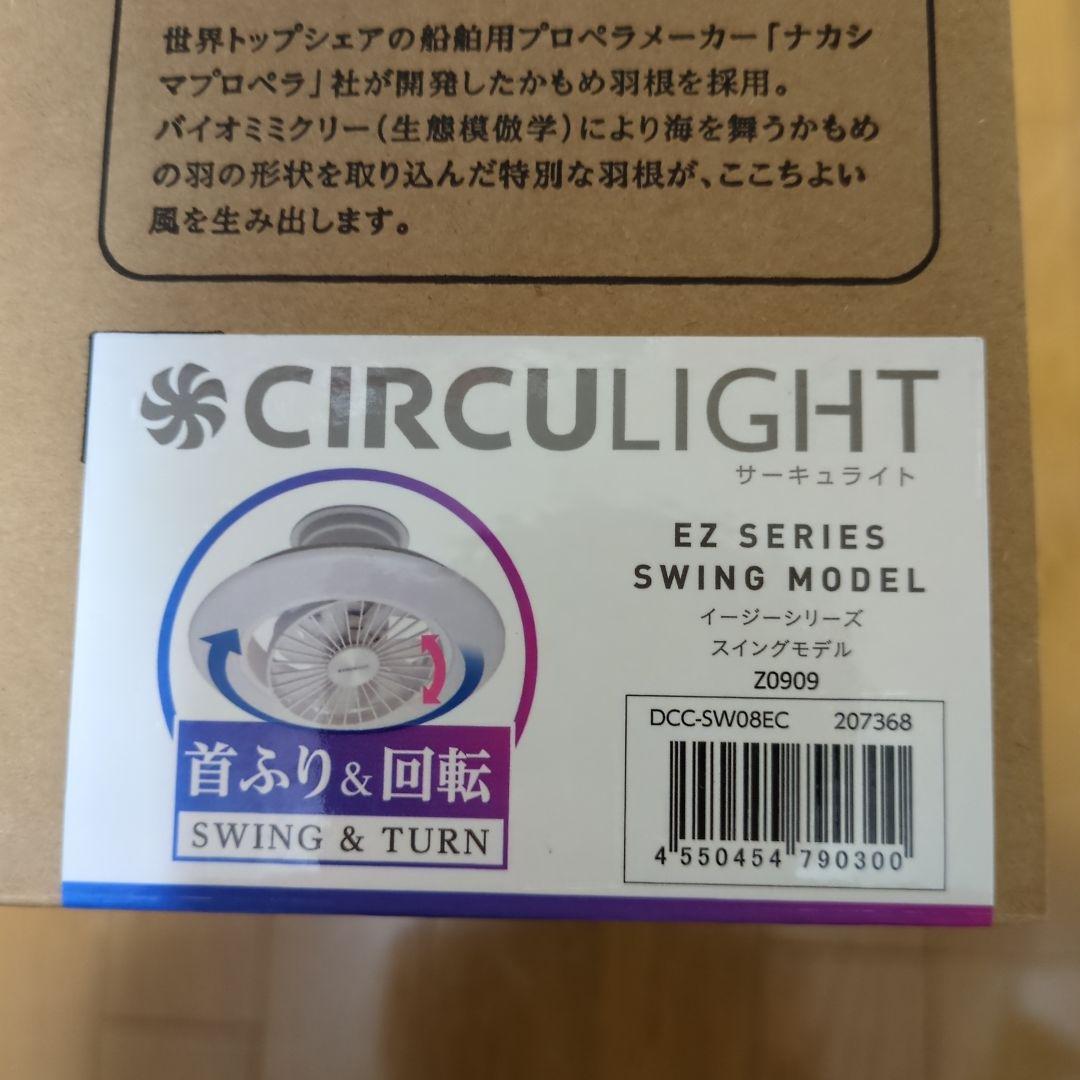 世界トップシェアの船舶用プロペラメーカー「ナカシ
マプロペラ」社が開発したかもめ羽根を採用。
バイオミミクリー(生態模倣学)により海を舞うかもめ
の羽の形状を取り込んだ特別な羽根が、ここちよい
風を生み出します。
CIRCULIGHT
サーキュライト
EZ SERIES
SWING MODEL
イージーシリーズ
スイングモデル
Z0909
DCC-SW08EC 207368
4 550454 790300
首ふり&回転
SWING & TURN